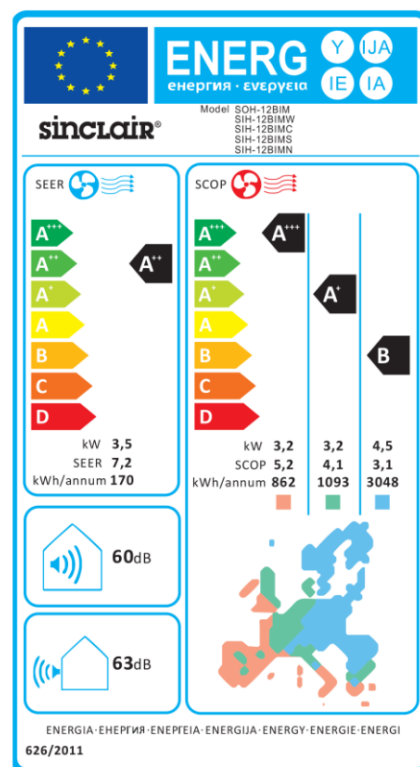 ENERG
енергия · ενεργεια
Y IJA
IE IA
sinclair®
Model SOH-12BIM
SIH-12BIMW
SIH-12BIMC
SIH-12BIMS
SIH-12BIMN
SEER
A+++
A++
A+
A
B
C
D
A++
kW 3,5
SEER 7,2
kWh/annum 170
SCOP
A+++
A++
A+
A
B
C
D
A+++
A+
B
kW 3,2 3,2 4,5
SCOP 5,2 4,1 3,1
kWh/annum 862 1093 3048
60dB
63dB
ENERGIA·ЕНЕРГИЯ·ΕΝΕΡΓΕΙΑ·ENERGIJA·ENERGY·ENERGIE·ENERGI
626/2011